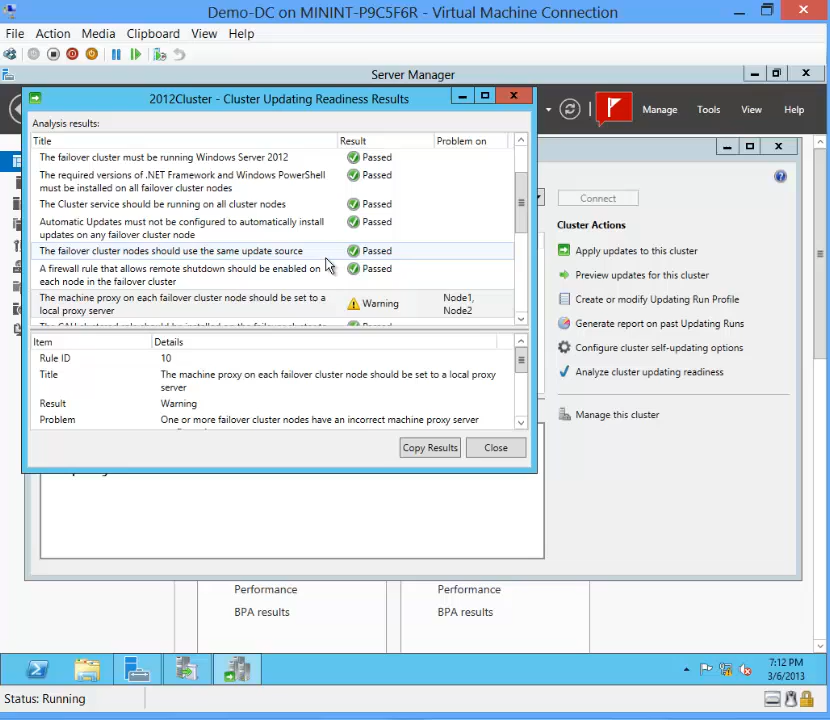 Demo-DC on MININT-P9C5F6R - Virtual Machine Connection
File Action Media Clipboard View Help
Server Manager
Manage Tools View Help
2012Cluster - Cluster Updating Readiness Results
Analysis results:
Title Result Problem on
The failover cluster must be running Windows Server 2012 Passed
The required versions of .NET Framework and Windows PowerShell Passed
must be installed on all failover cluster nodes
The Cluster service should be running on all cluster nodes Passed
Automatic Updates must not be configured to automatically install Passed
updates on any failover cluster node
The failover cluster nodes should use the same update source Passed
A firewall rule that allows remote shutdown should be enabled on Passed
each node in the failover cluster
The machine proxy on each failover cluster node should be set to a Warning Node1,
local proxy server Node2
Item Details
Rule ID 10
Title The machine proxy on each failover cluster node should be set to a local proxy
server
Result Warning
Problem One or more failover cluster nodes have an incorrect machine proxy server
Copy Results Close
Connect
Cluster Actions
Apply updates to this cluster
Preview updates for this cluster
Create or modify Updating Run Profile
Generate report on past Updating Runs
Configure cluster self-updating options
Analyze cluster updating readiness
Manage this cluster
Performance Performance
BPA results BPA results
7:12 PM
3/6/2013
Status: Running